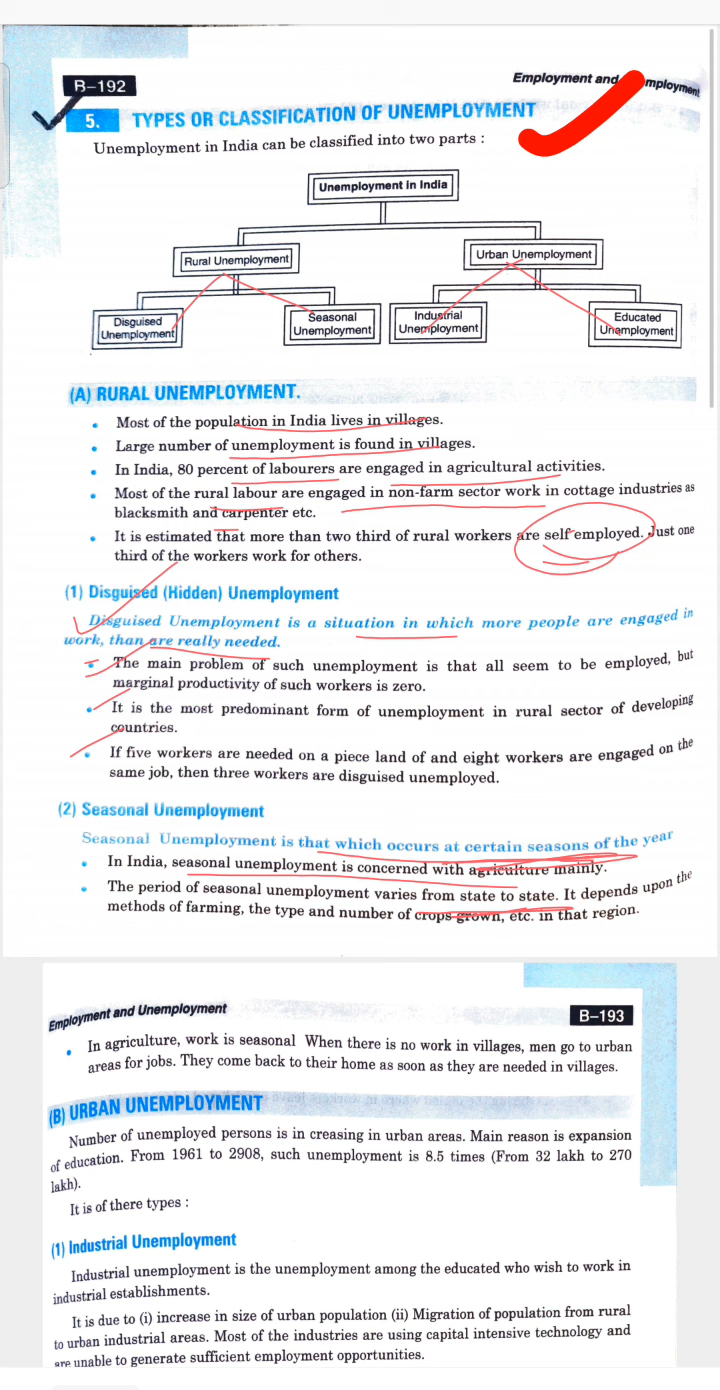 B–192
Employment and mployment
5. TYPES OR CLASSIFICATION OF UNEMPLOYMENT
Unemployment in India can be classified into two parts :
Unemployment in India
Rural Unemployment
Urban Unemployment
Disguised
Unemployment
Seasonal
Unemployment
Industrial
Unemployment
Educated
Unemployment
(A) RURAL UNEMPLOYMENT.
• Most of the population in India lives in villages.
• Large number of unemployment is found in villages.
• In India, 80 percent of labourers are engaged in agricultural activities.
• Most of the rural labour are engaged in non-farm sector work in cottage industries as
blacksmith and carpenter etc.
• It is estimated that more than two third of rural workers are self employed. Just one
third of the workers work for others.
(1) Disguised (Hidden) Unemployment
Disguised Unemployment is a situation in which more people are engaged in
work, than are really needed.
• The main problem of such unemployment is that all seem to be employed, but
marginal productivity of such workers is zero.
• It is the most predominant form of unemployment in rural sector of developing
countries.
• If five workers are needed on a piece land of and eight workers are engaged on the
same job, then three workers are disguised unemployed.
(2) Seasonal Unemployment
Seasonal Unemployment is that which occurs at certain seasons of the year
• In India, seasonal unemployment is concerned with agriculture mainly.
• The period of seasonal unemployment varies from state to state. It depends upon the
methods of farming, the type and number of crops grown, etc. in that region.
Employment and Unemployment
B–193
• In agriculture, work is seasonal When there is no work in villages, men go to urban
areas for jobs. They come back to their home as soon as they are needed in villages.
(B) URBAN UNEMPLOYMENT
Number of unemployed persons is in creasing in urban areas. Main reason is expansion
of education. From 1961 to 2908, such unemployment is 8.5 times (From 32 lakh to 270
lakh).
It is of there types :
(1) Industrial Unemployment
Industrial unemployment is the unemployment among the educated who wish to work in
industrial establishments.
It is due to (i) increase in size of urban population (ii) Migration of population from rural
to urban industrial areas. Most of the industries are using capital intensive technology and
are unable to generate sufficient employment opportunities.